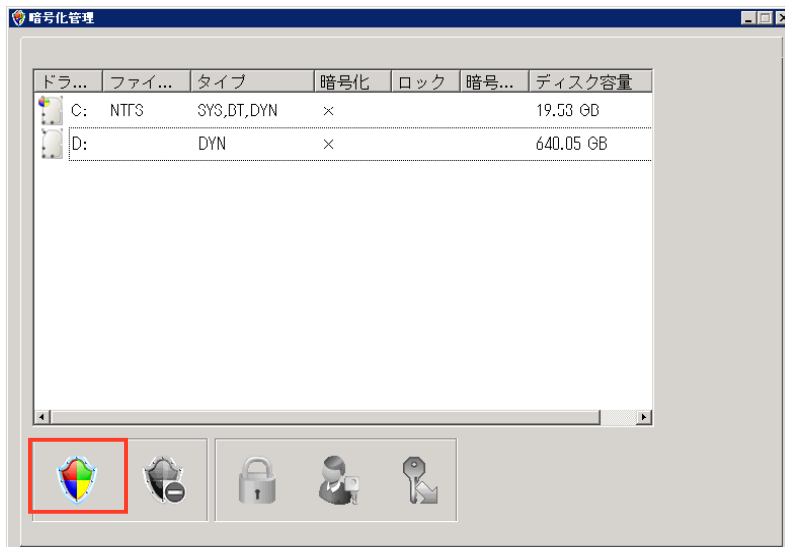 暗号化管理
ドラ... ファイ... タイプ 暗号化 ロック 暗号... ディスク容量
C: NTFS SYS,BT,DYN × 19.53 GB
D: DYN × 640.05 GB